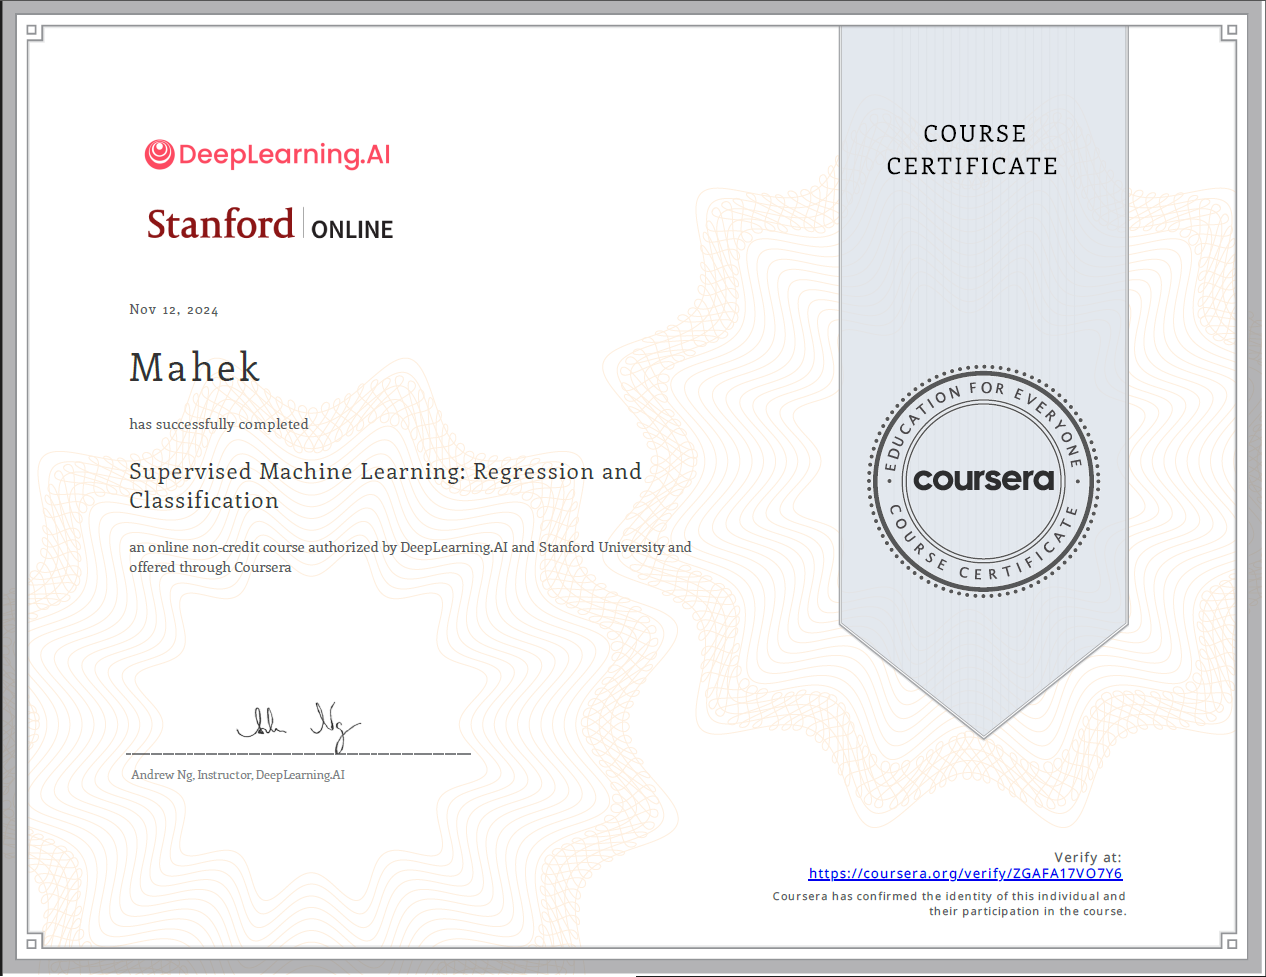 DeepLearning.AI
Stanford ONLINE
COURSE
CERTIFICATE
Nov 12, 2024
Mahek
has successfully completed
Supervised Machine Learning: Regression and
Classification
an online non-credit course authorized by DeepLearning.AI and Stanford University and
offered through Coursera
EDUCATION FOR EVERYONE
coursera
COURSE CERTIFICATE
Andrew Ng, Instructor, DeepLearning.AI
Verify at:
https://coursera.org/verify/ZGAFA17VO7Y6
Coursera has confirmed the identity of this individual and
their participation in the course.